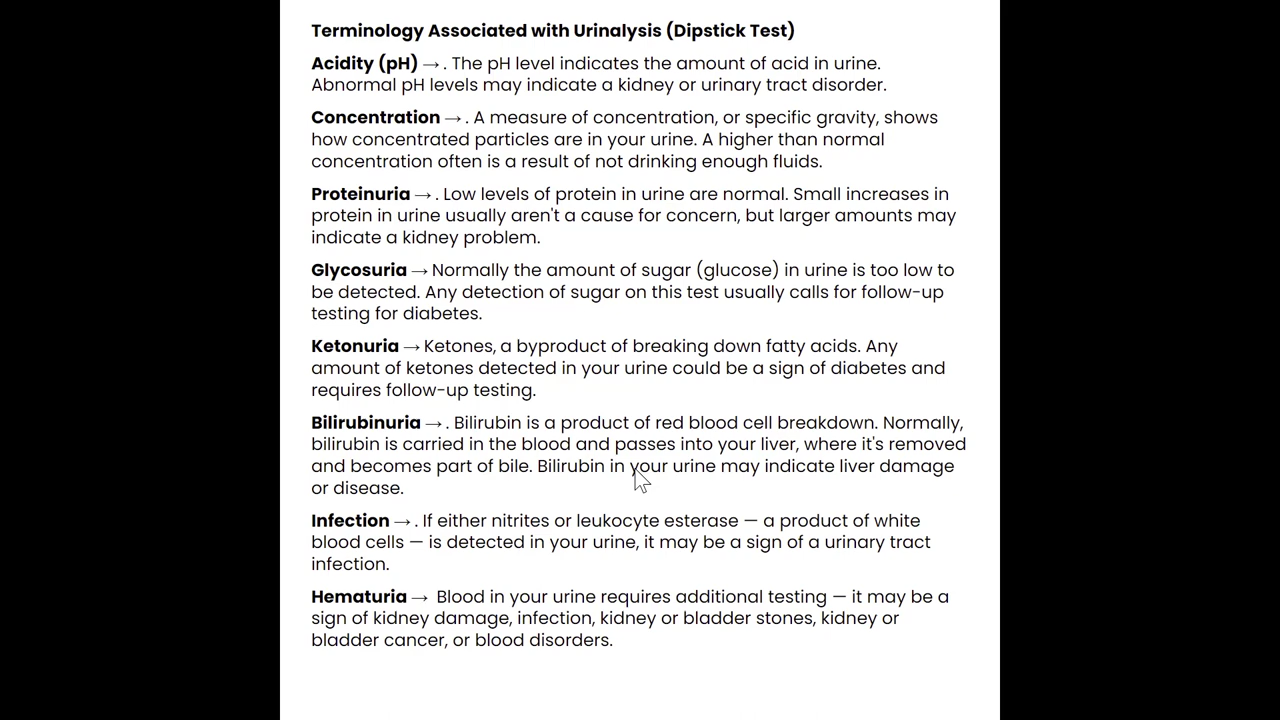 Terminology Associated with Urinalysis (Dipstick Test)
Acidity (pH) → . The pH level indicates the amount of acid in urine.
Abnormal pH levels may indicate a kidney or urinary tract disorder.
Concentration → . A measure of concentration, or specific gravity, shows
how concentrated particles are in your urine. A higher than normal
concentration often is a result of not drinking enough fluids.
Proteinuria → . Low levels of protein in urine are normal. Small increases in
protein in urine usually aren't a cause for concern, but larger amounts may
indicate a kidney problem.
Glycosuria → Normally the amount of sugar (glucose) in urine is too low to
be detected. Any detection of sugar on this test usually calls for follow-up
testing for diabetes.
Ketonuria → Ketones, a byproduct of breaking down fatty acids. Any
amount of ketones detected in your urine could be a sign of diabetes and
requires follow-up testing.
Bilirubinuria → . Bilirubin is a product of red blood cell breakdown. Normally,
bilirubin is carried in the blood and passes into your liver, where it's removed
and becomes part of bile. Bilirubin in your urine may indicate liver damage
or disease.
Infection → . If either nitrites or leukocyte esterase — a product of white
blood cells — is detected in your urine, it may be a sign of a urinary tract
infection.
Hematuria → Blood in your urine requires additional testing — it may be a
sign of kidney damage, infection, kidney or bladder stones, kidney or
bladder cancer, or blood disorders.